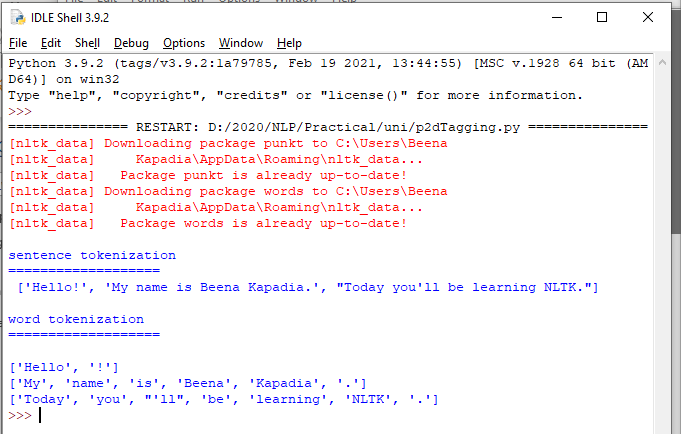 IDLE Shell 3.9.2
File Edit Shell Debug Options Window Help
Python 3.9.2 (tags/v3.9.2:1a79785, Feb 19 2021, 13:44:55) [MSC v.1928 64 bit (AM
D64)] on win32
Type "help", "copyright", "credits" or "license()" for more information.
>>>
=============== RESTART: D:/2020/NLP/Practical/uni/p2dTagging.py ===============
[nltk_data] Downloading package punkt to C:\Users\Beena
[nltk_data]     Kapadia\AppData\Roaming\nltk_data...
[nltk_data]   Package punkt is already up-to-date!
[nltk_data] Downloading package words to C:\Users\Beena
[nltk_data]     Kapadia\AppData\Roaming\nltk_data...
[nltk_data]   Package words is already up-to-date!
sentence tokenization
===================
['Hello!', 'My name is Beena Kapadia.', "Today you'll be learning NLTK."]
word tokenization
===================
['Hello', '!']
['My', 'name', 'is', 'Beena', 'Kapadia', '.']
['Today', 'you', "'ll", 'be', 'learning', 'NLTK', '.']
>>>